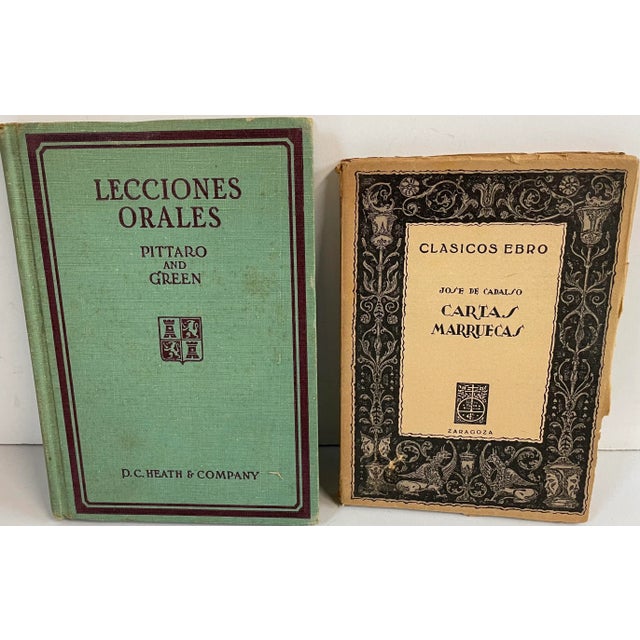 LECCIONES
ORALES
PITTARO
AND
GREEN
D.C. HEATH & COMPANY
CLASICOS EBRO
JOSE DE CADALSO
CARTAS
MARRUECAS
ZARAGOZA